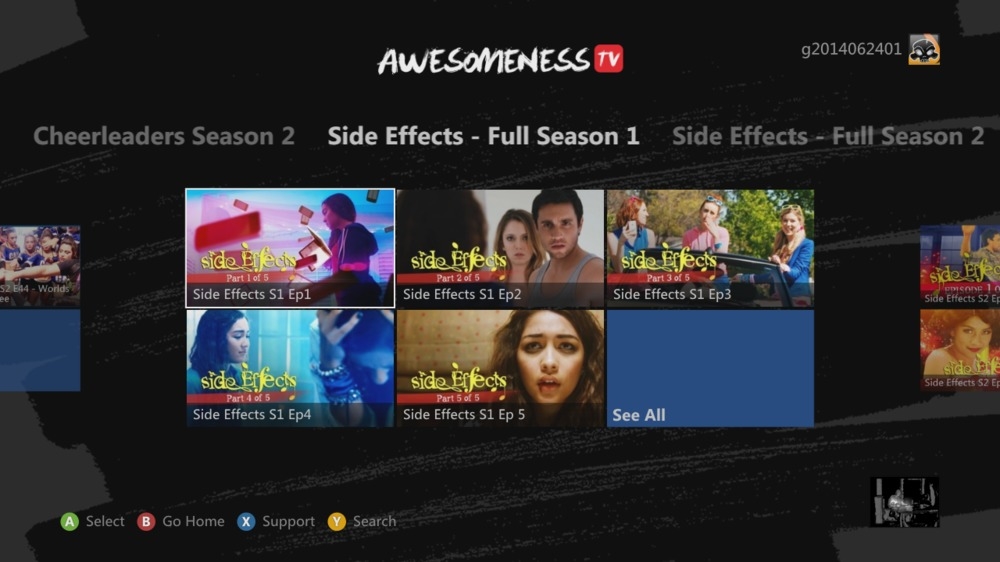 AWESOMENESS TV
g2014062401
Cheerleaders Season 2
Side Effects - Full Season 1
Side Effects - Full Season 2
side Effects
Part 1 of 5
Side Effects S1 Ep1
side Effects
Part 2 of 5
Side Effects S1 Ep2
side Effects
Part 3 of 5
Side Effects S1 Ep3
S2 E44 - Worlds
ee
side Effects
EPISODE 1 o
Side Effects S2 Ep
side Effects
Part 4 of 5
Side Effects S1 Ep4
side Effects
Part 5 of 5
Side Effects S1 Ep 5
See All
side Effects
Side Effects S2 Ep
A Select
B Go Home
X Support
Y Search